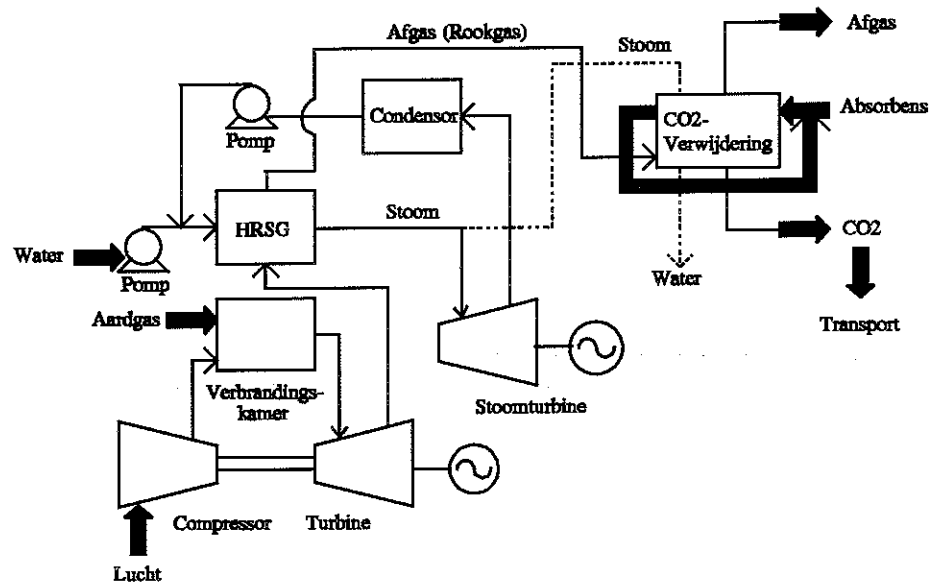 Afgas
Afgas (Rookgas)
Stoom
Absorbens
Condensor
CO2-
Verwijdering
Pomp
Stoom
HRSG
CO2
Water
Pomp
Water
Aardgas
Transport
Verbrandings-
kamer
Stoomturbine
Compressor
Turbine
Lucht